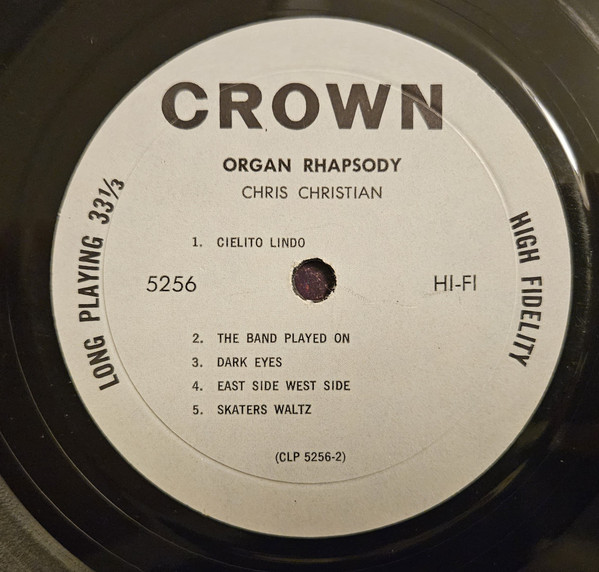 CROWN
ORGAN RHAPSODY
CHRIS CHRISTIAN
LONG PLAYING 33⅓
HIGH FIDELITY
1. CIELITO LINDO
5256
HI-FI
2. THE BAND PLAYED ON
3. DARK EYES
4. EAST SIDE WEST SIDE
5. SKATERS WALTZ
(CLP 5256-2)